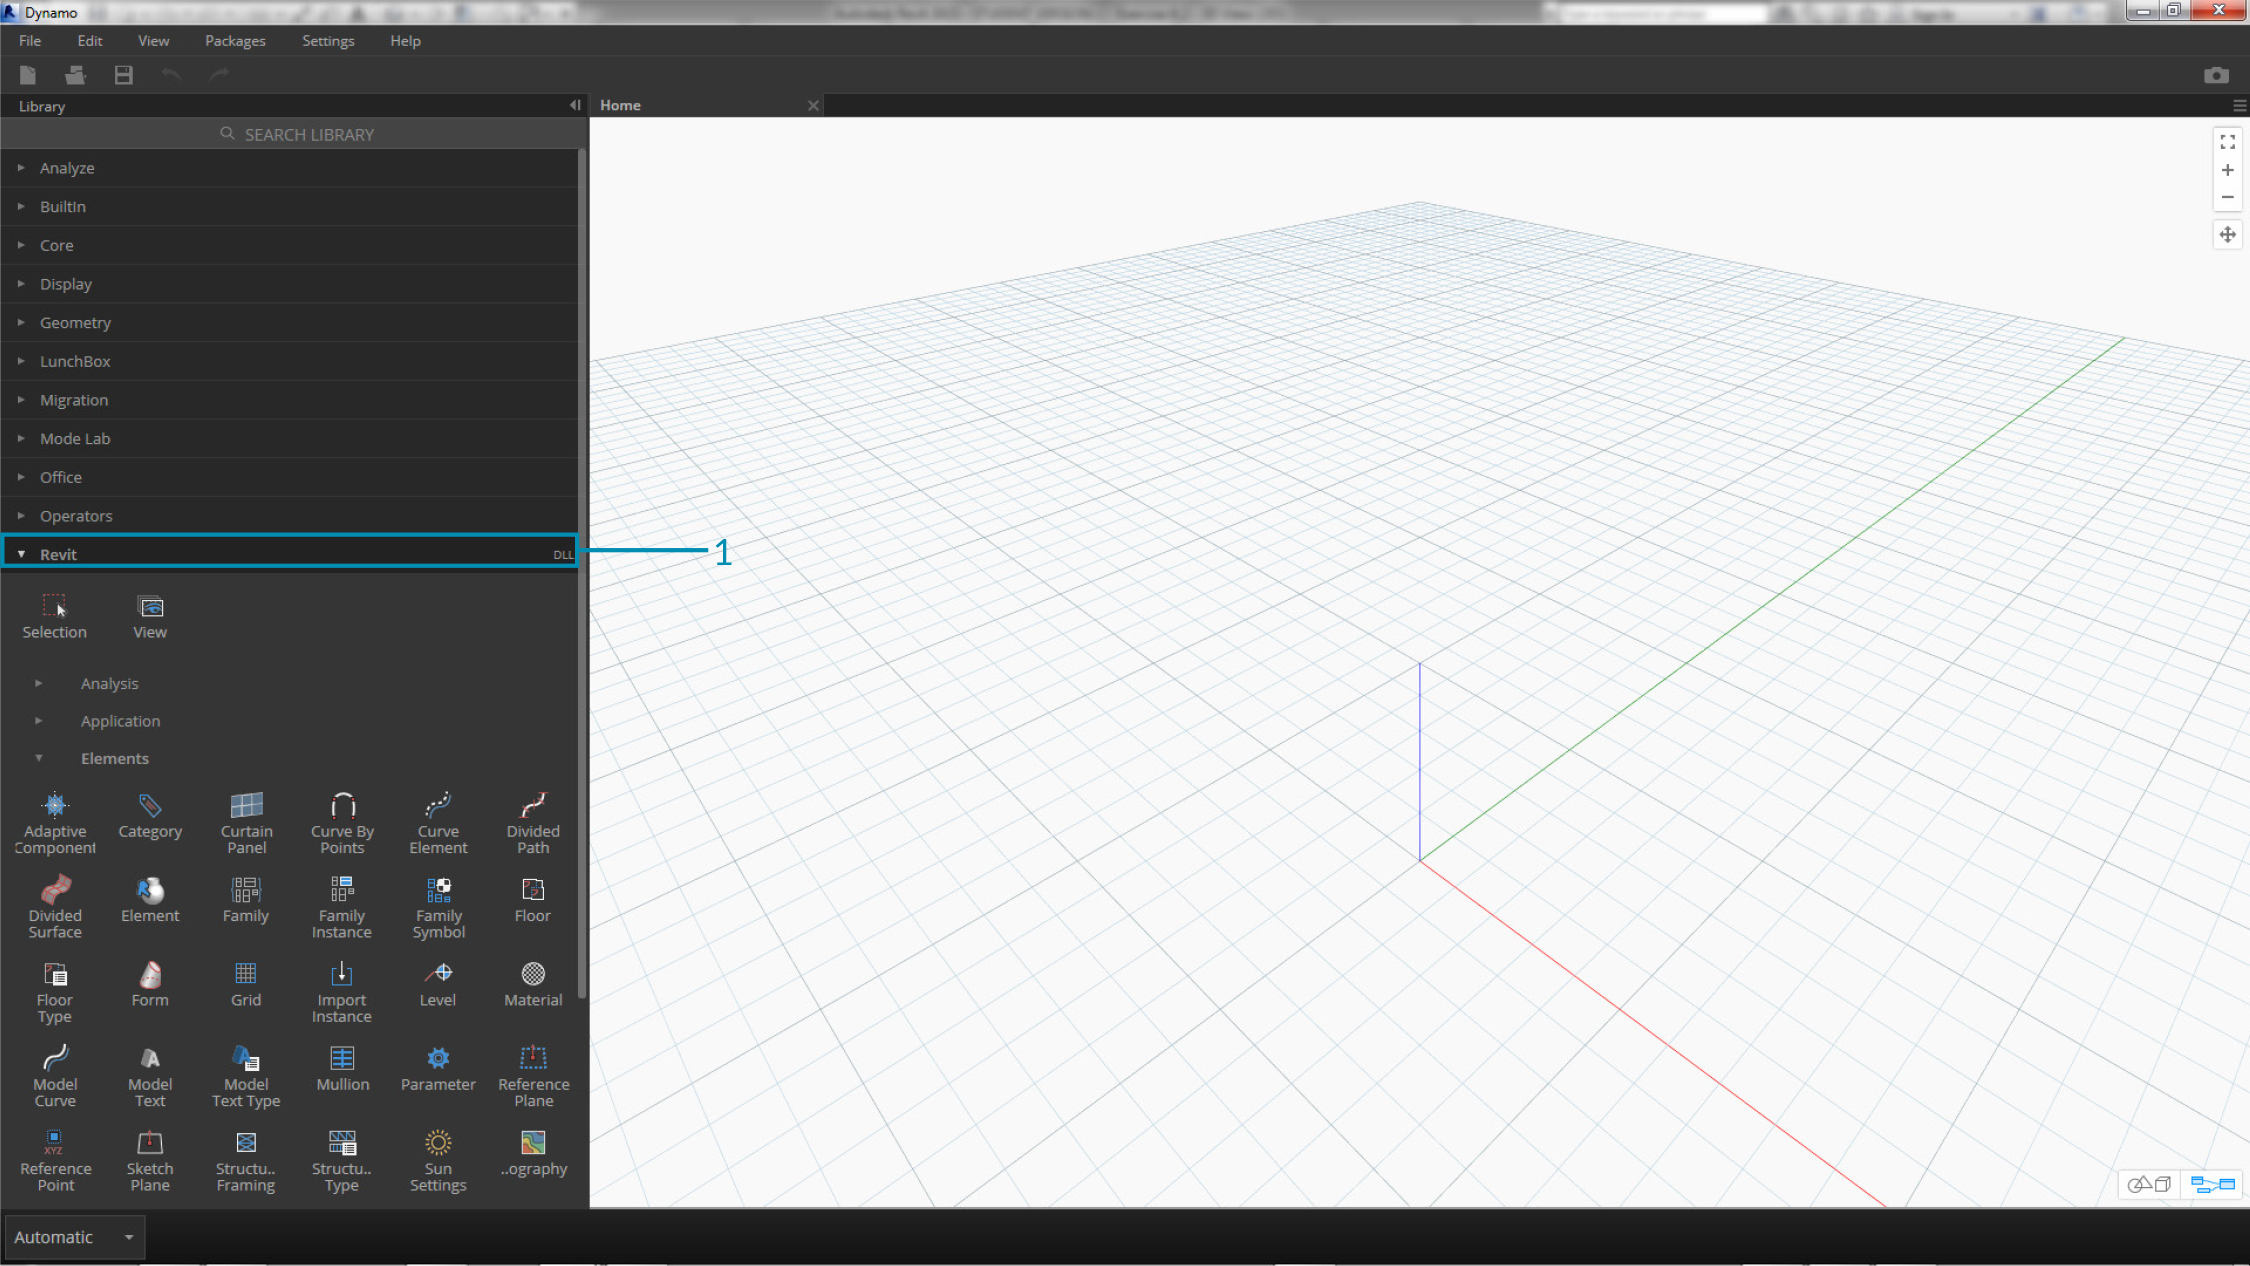 Dynamo
File Edit View Packages Settings Help
Library
Home
SEARCH LIBRARY
Analyze
BuiltIn
Core
Display
Geometry
LunchBox
Migration
Mode Lab
Office
Operators
Revit DLL 1
Selection View
Analysis
Application
Elements
Adaptive Category Curtain Curve By Curve Divided
Component Panel Points Element Path
Divided Element Family Family Family Floor
Surface Instance Symbol
Floor Form Grid Import Level Material
Type Instance
Model Model Model Mullion Parameter Reference
Curve Text Text Type Plane
XYZ
Reference Sketch Structu.. Structu.. Sun ..ography
Point Plane Framing Type Settings
Automatic